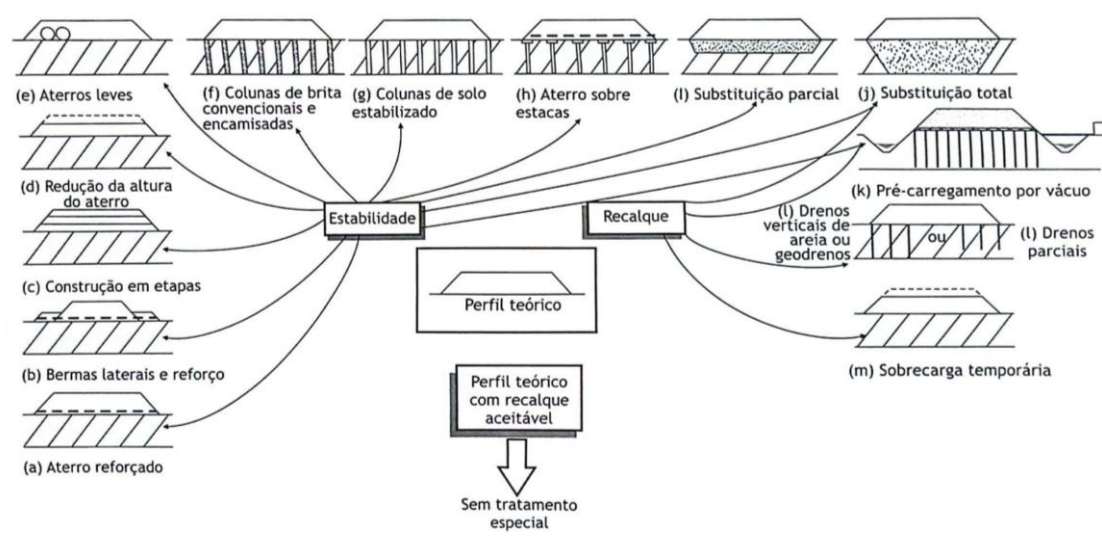 (e) Aterros leves
(f) Colunas de brita
convencionais e
encamisadas
(g) Colunas de solo
estabilizado
(h) Aterro sobre
estacas
(I) Substituição parcial
(j) Substituição total
(d) Redução da altura
do aterro
(k) Pré-carregamento por vácuo
Estabilidade
Recalque
(l) Drenos
verticais de
areia ou
geodrenos
ou
(l) Drenos
parciais
(c) Construção em etapas
Perfil teórico
(b) Bermas laterais e reforço
(m) Sobrecarga temporária
Perfil teórico
com recalque
aceitável
(a) Aterro reforçado
Sem tratamento
especial